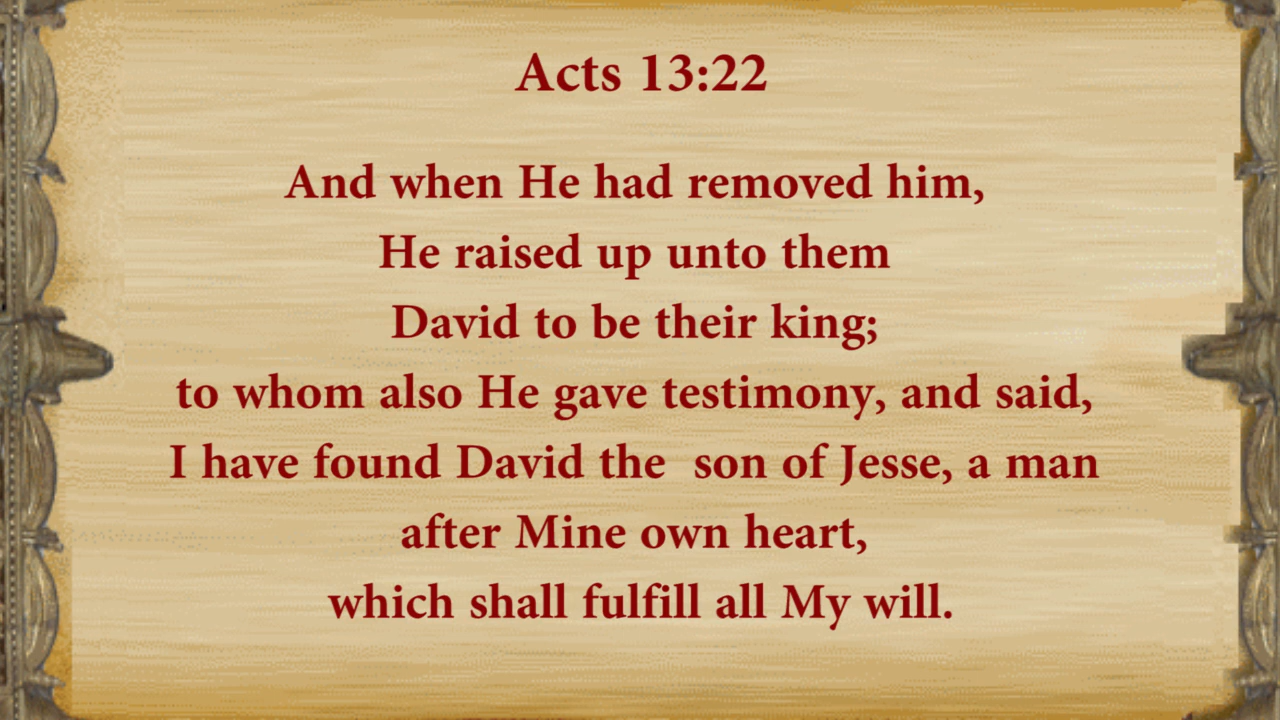 Acts 13:22
And when He had removed him,
He raised up unto them
David to be their king;
to whom also He gave testimony, and said,
I have found David the  son of Jesse, a man
after Mine own heart,
which shall fulfill all My will.